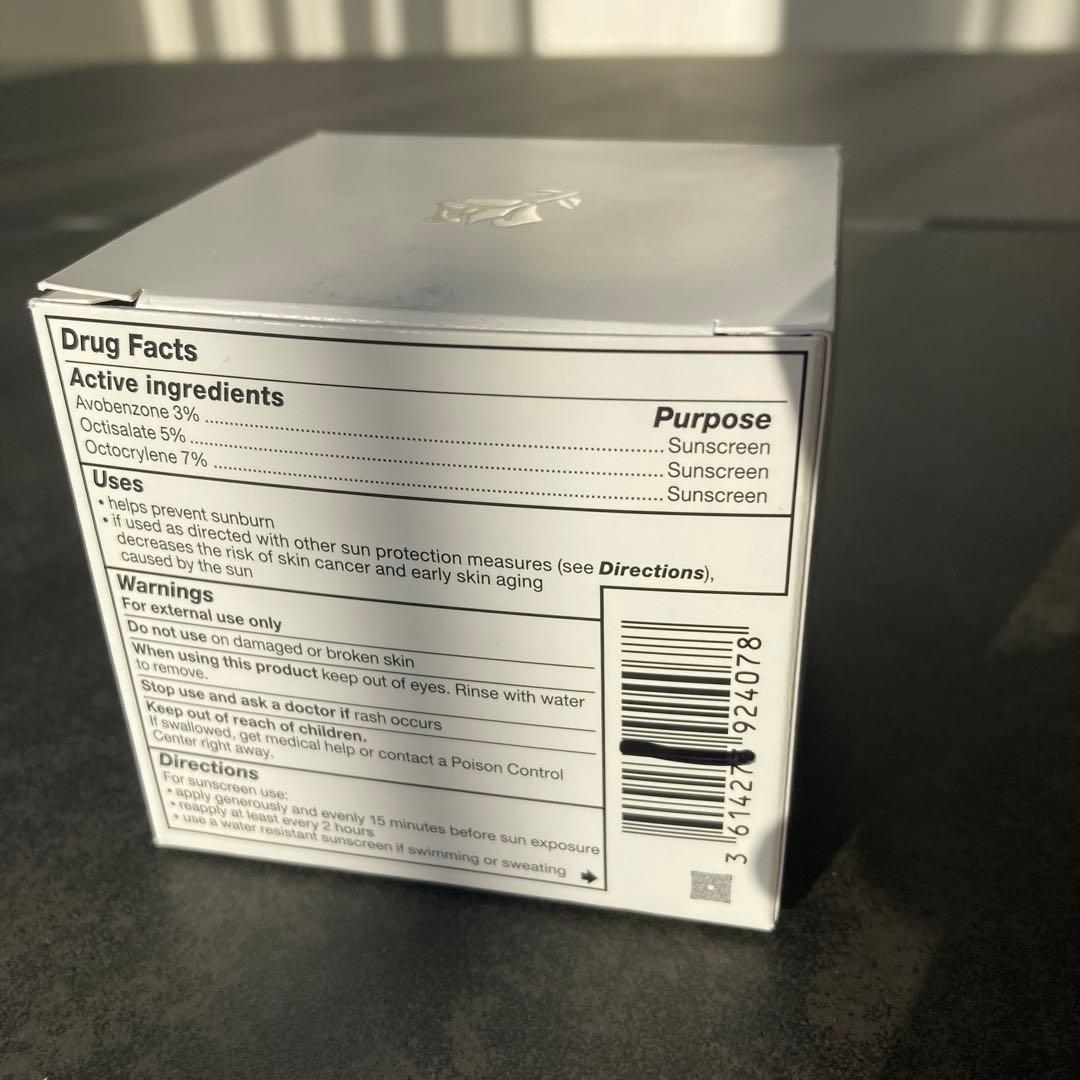 Drug Facts
Active ingredients Purpose
Avobenzone 3% Sunscreen
Octisalate 5% Sunscreen
Octocrylene 7% Sunscreen
Uses
• helps prevent sunburn
• if used as directed with other sun protection measures (see Directions),
decreases the risk of skin cancer and early skin aging
caused by the sun
Warnings
For external use only
Do not use on damaged or broken skin
When using this product keep out of eyes. Rinse with water
to remove.
Stop use and ask a doctor if rash occurs
Keep out of reach of children.
If swallowed, get medical help or contact a Poison Control
Center right away.
Directions
For sunscreen use:
• apply generously and evenly 15 minutes before sun exposure
• reapply at least every 2 hours
• use a water resistant sunscreen if swimming or sweating
924078